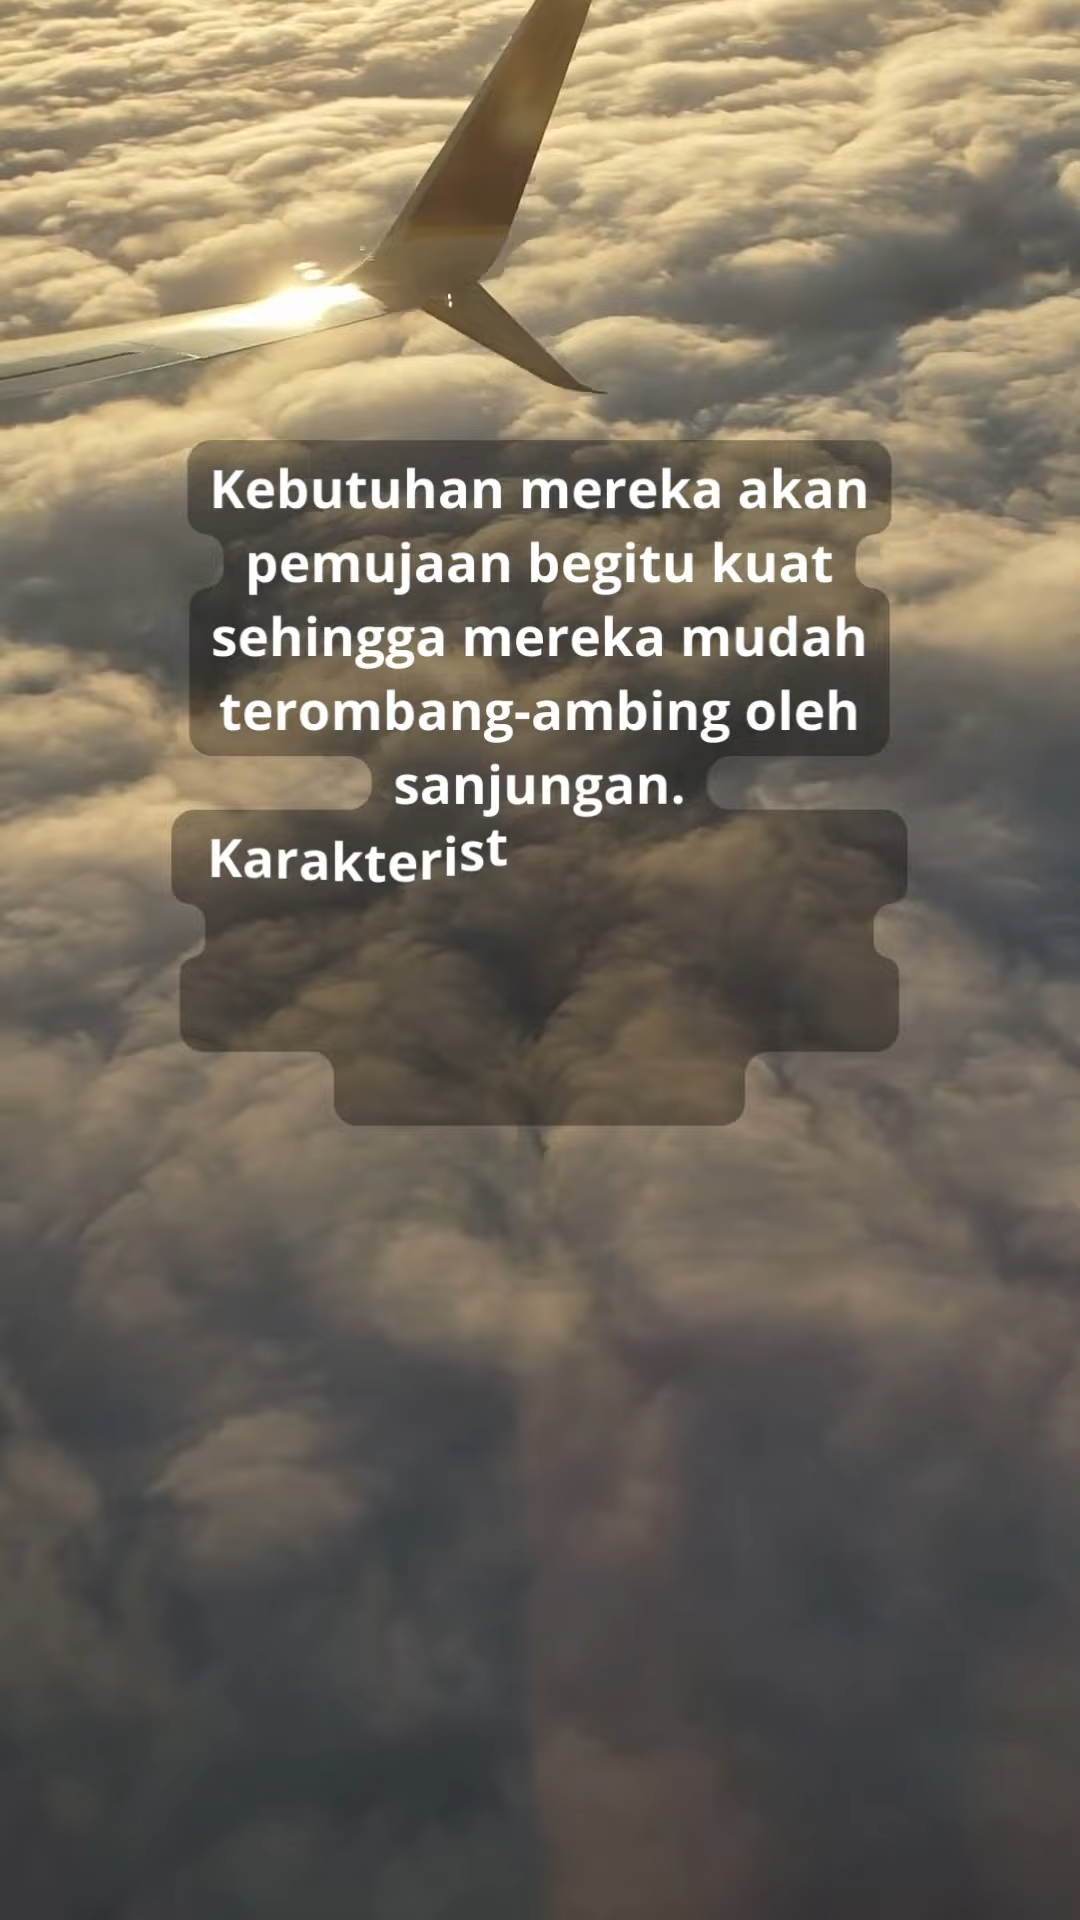 Kebutuhan mereka akan
pemujaan begitu kuat
sehingga mereka mudah
terombang-ambing oleh
sanjungan.
Karakterist